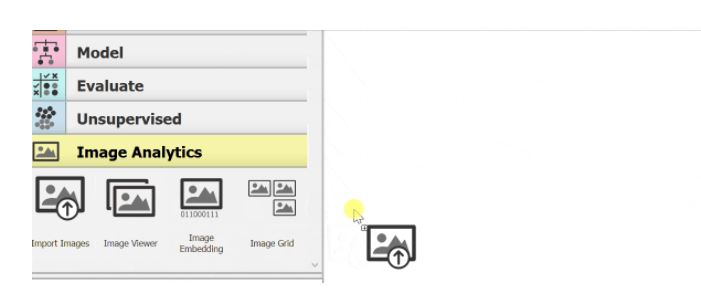 Model
Evaluate
Unsupervised
Image Analytics
011000111
Import Images
Image Viewer
Image
Embedding
Image Grid